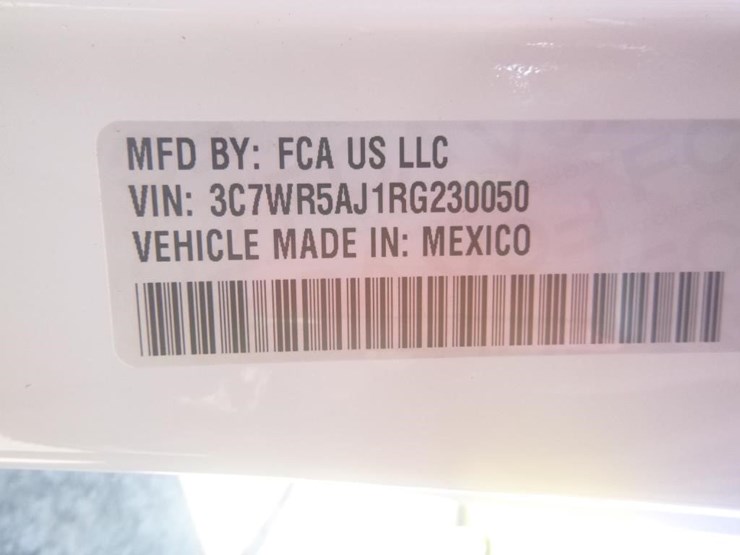 MFD BY: FCA US LLC
VIN: 3C7WR5AJ1RG230050
VEHICLE MADE IN: MEXICO